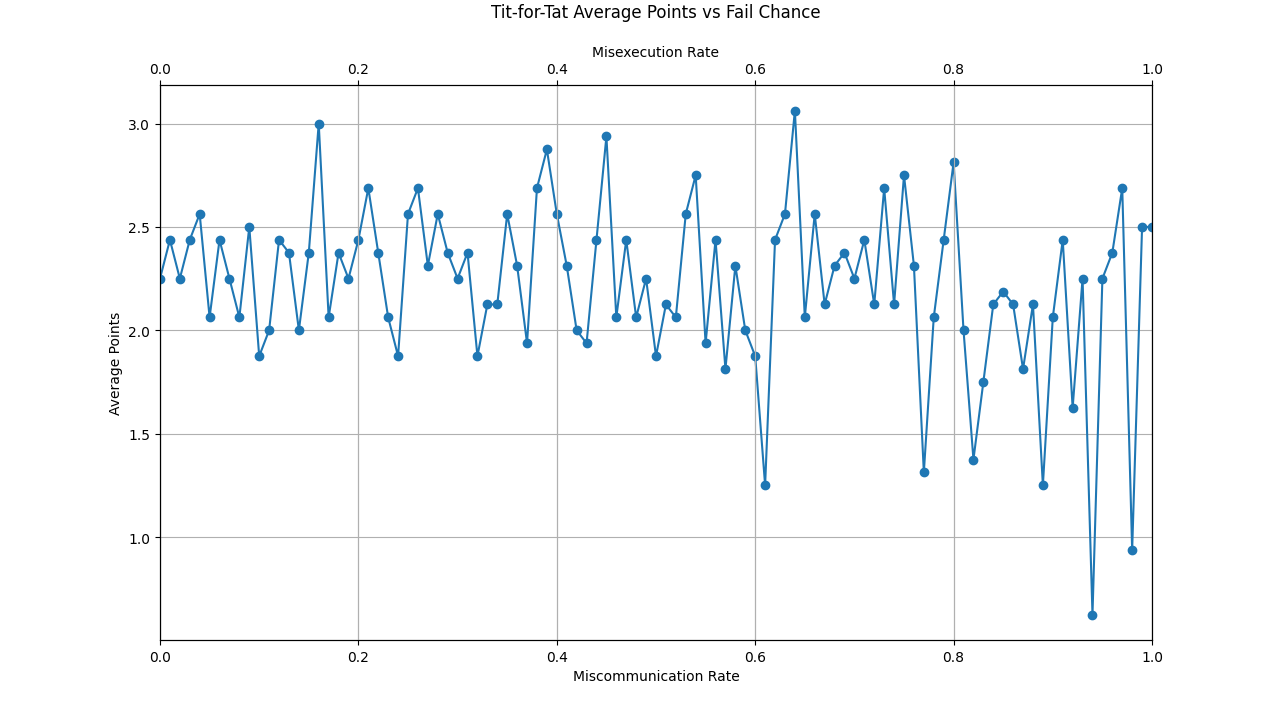 Tit-for-Tat Average Points vs Fail Chance
Misexecution Rate
0.0 0.2 0.4 0.6 0.8 1.0
3.0
2.5
2.0
1.5
1.0
Average Points
0.0 0.2 0.4 0.6 0.8 1.0
Miscommunication Rate